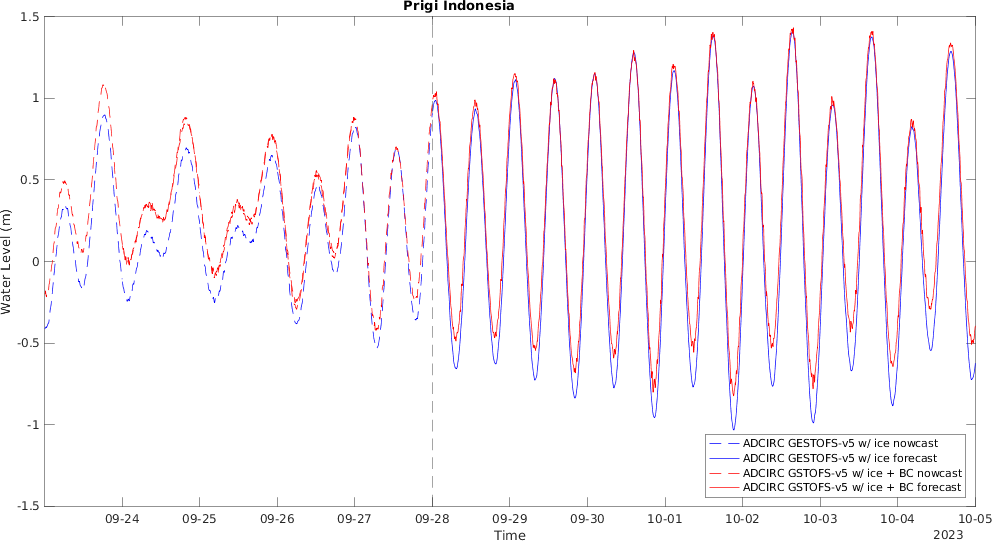 Prigi Indonesia
1.5
1
0.5
0
-0.5
-1
-1.5
Water Level (m)
09-24 09-25 09-26 09-27 09-28 09-29 09-30 10-01 10-02 10-03 10-04 10-05
Time
2023
ADCIRC GESTOFS-v5 w/ ice nowcast
ADCIRC GESTOFS-v5 w/ ice forecast
ADCIRC GSTOFS-v5 w/ ice + BC nowcast
ADCIRC GSTOFS-v5 w/ ice + BC forecast